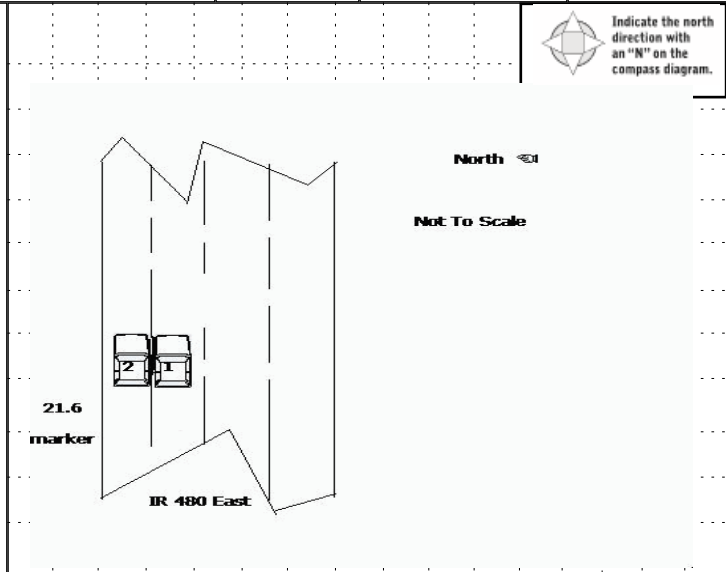 Indicate the north
direction with
an “N” on the
compass diagram.
North
Not To Scale
2 1
21.6
marker
IR 480 East